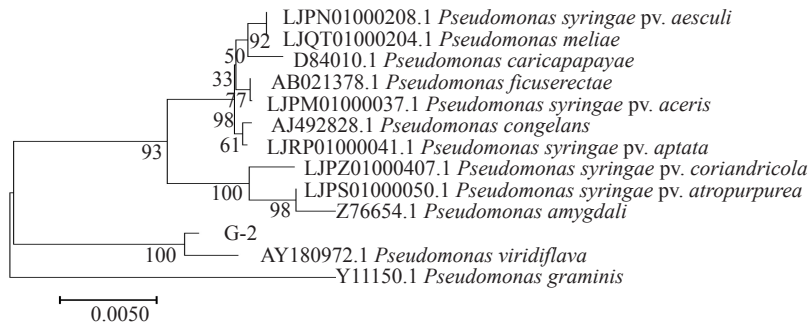 LJPN01000208.1 Pseudomonas syringae pv. aesculi
92
LJQT01000204.1 Pseudomonas meliae
50
D84010.1 Pseudomonas caricapapayae
33
AB021378.1 Pseudomonas ficuserectae
77
LJPM01000037.1 Pseudomonas syringae pv. aceris
98
AJ492828.1 Pseudomonas congelans
61
LJRP01000041.1 Pseudomonas syringae pv. aptata
93
LJPZ01000407.1 Pseudomonas syringae pv. coriandricola
100
LJPS01000050.1 Pseudomonas syringae pv. atropurpurea
98
Z76654.1 Pseudomonas amygdali
G-2
100
AY180972.1 Pseudomonas viridiflava
Y11150.1 Pseudomonas graminis
0.0050